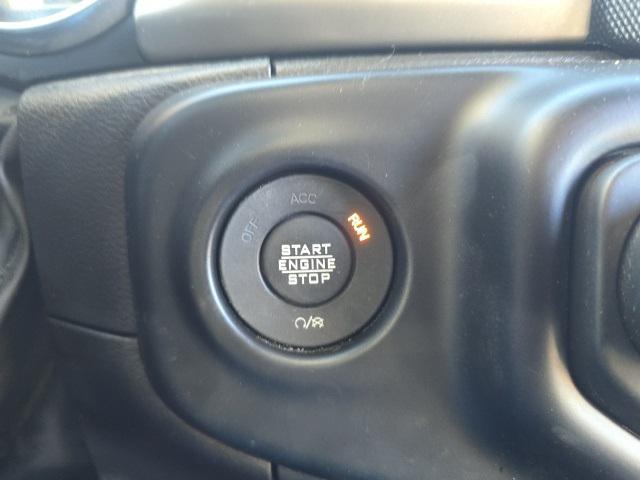 ACC
OFF
RUN
START
ENGINE
STOP